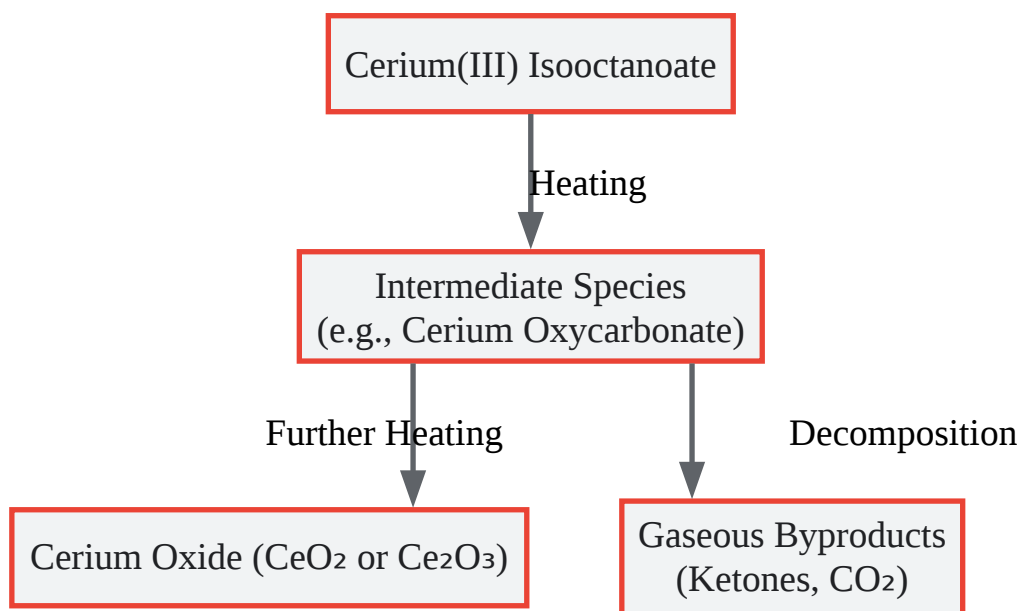 Cerium(III) Isooctanoate
Heating
Intermediate Species
(e.g., Cerium Oxycarbonate)
Further Heating
Decomposition
Cerium Oxide (CeO₂ or Ce₂O₃)
Gaseous Byproducts
(Ketones, CO₂)